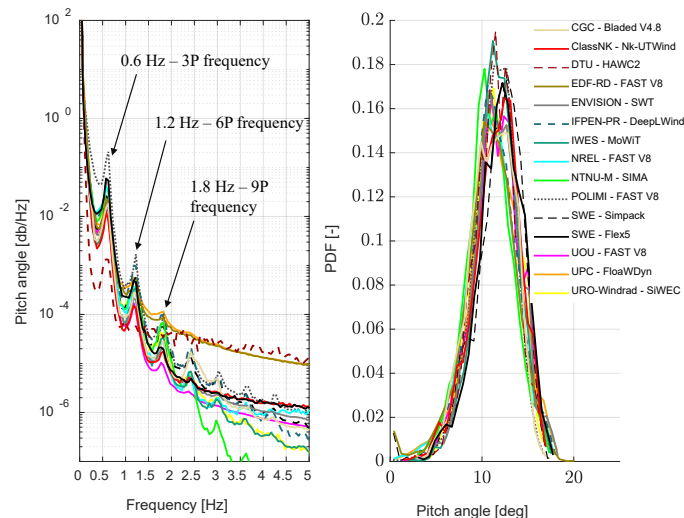 0.6 Hz – 3P frequency
1.2 Hz – 6P frequency
1.8 Hz – 9P
frequency
Pitch angle [db/Hz]
10^2
10^0
10^-2
10^-4
10^-6
0 0.5 1 1.5 2 2.5 3 3.5 4 4.5 5
Frequency [Hz]
PDF [-]
0.2
0.18
0.16
0.14
0.12
0.1
0.08
0.06
0.04
0.02
0
0 10 20
Pitch angle [deg]
CGC - Bladed V4.8
ClassNK - Nk-UTWind
DTU - HAWC2
EDF-RD - FAST V8
ENVISION - SWT
IFPEN-PR - DeepLWind
IWES - MoWiT
NREL - FAST V8
NTNU-M - SIMA
POLIMI - FAST V8
SWE - Simpack
SWE - Flex5
UOU - FAST V8
UPC - FloaWDyn
URO-Windrad - SiWEC